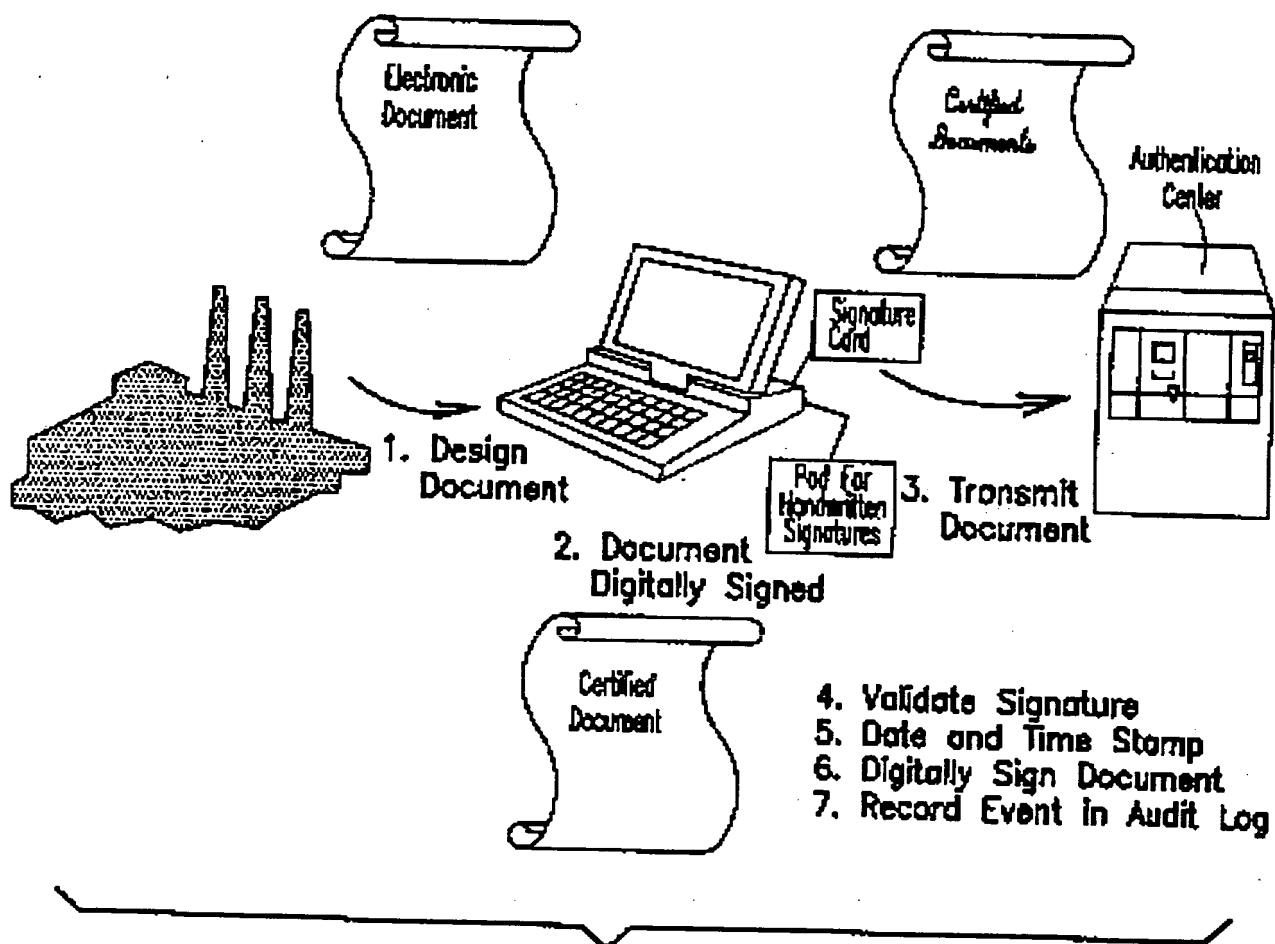 Electronic
Document
Certified
Documents
Authentication
Center
Signature
Card
1. Design
Document
Pad For
Handwritten
Signatures
3. Transmit
Document
2. Document
Digitally Signed
Certified
Document
4. Validate Signature
5. Date and Time Stamp
6. Digitally Sign Document
7. Record Event in Audit Log